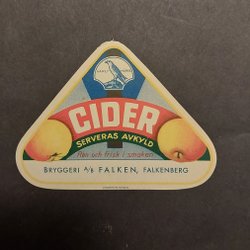 CIDER
SERVERAS AVKYLD
Ren och frisk i smaken
BRYGGERI A/B FALKEN, FALKENBERG